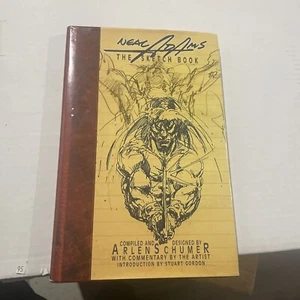 NEAL ADAMS
THE SKETCH BOOK
COMPILED AND DESIGNED BY
ARLEN SCHUMER
WITH COMMENTARY BY THE ARTIST
INTRODUCTION BY STUART GORDON